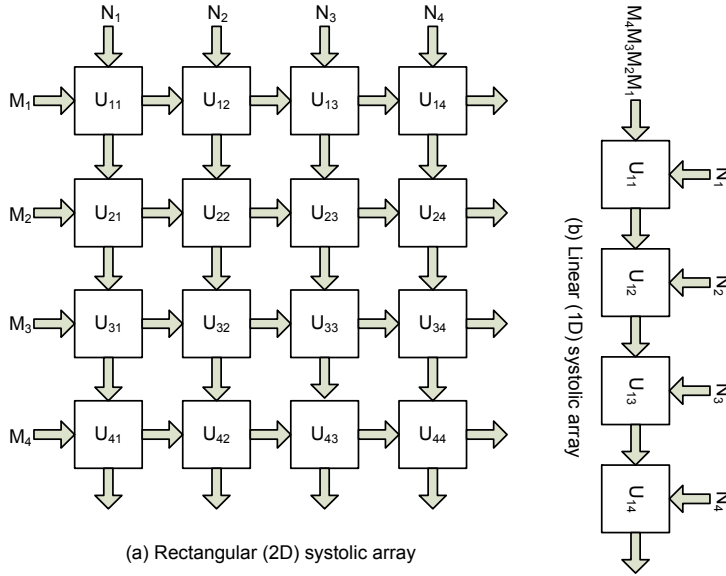 N₁ N₂ N₃ N₄
M₁ U₁₁ U₁₂ U₁₃ U₁₄
M₂ U₂₁ U₂₂ U₂₃ U₂₄
M₃ U₃₁ U₃₂ U₃₃ U₃₄
M₄ U₄₁ U₄₂ U₄₃ U₄₄
(a) Rectangular (2D) systolic array
M₄M₃M₂M₁
U₁₁ N₁
U₁₂ N₂
U₁₃ N₃
U₁₄ N₄
(b) Linear (1D) systolic array